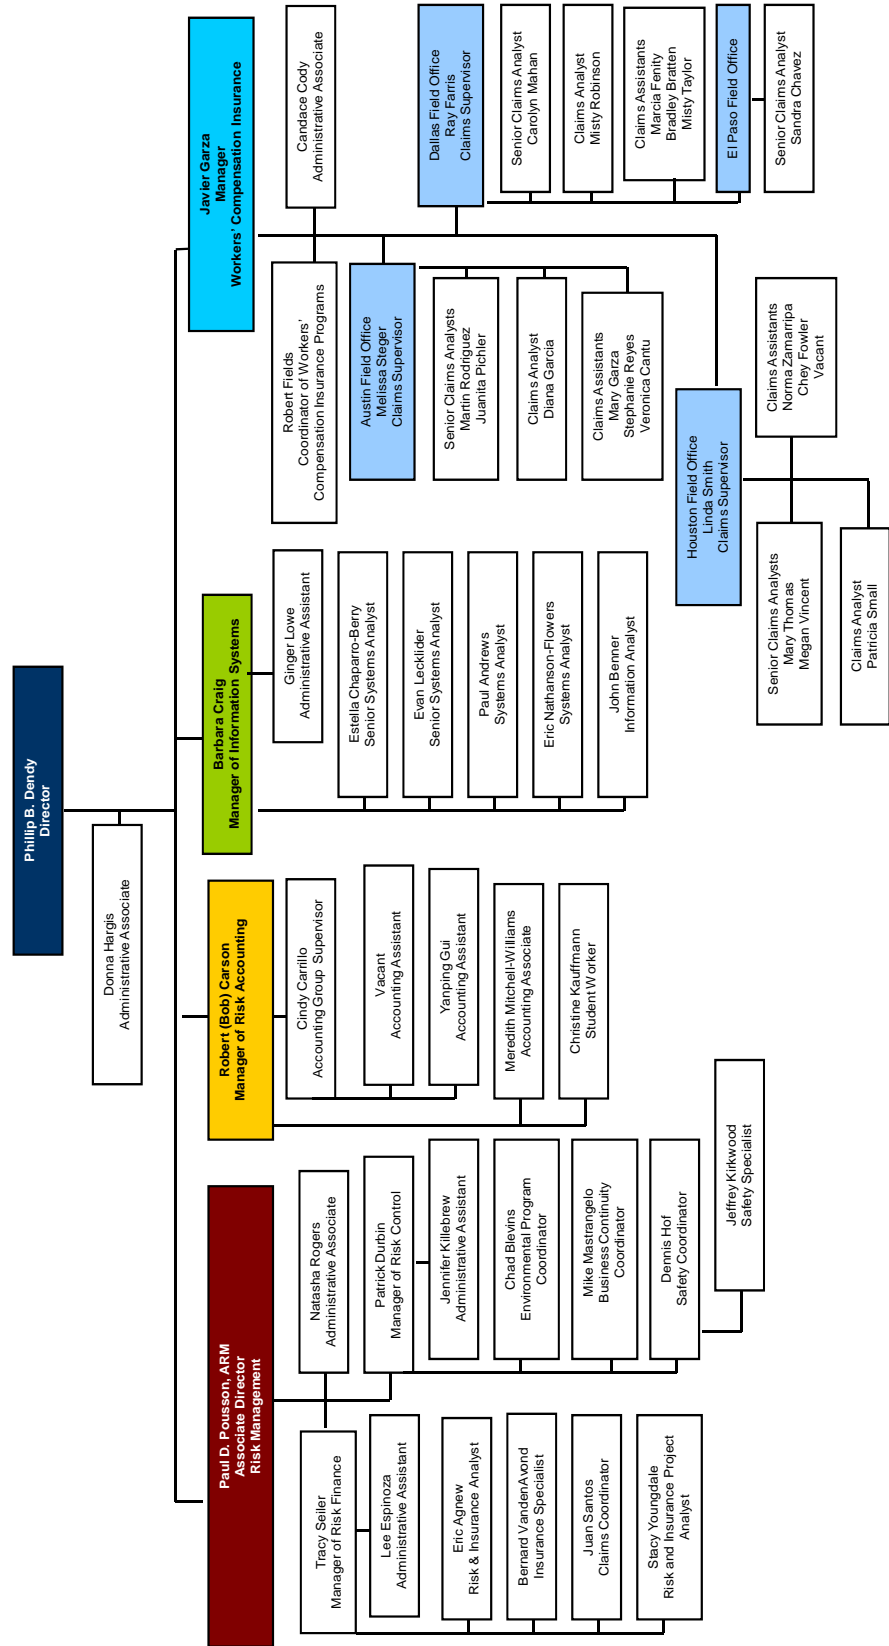 Phillip B. Dendy
Director
Donna Hargis
Administrative Associate
Paul D. Pousson, ARM
Associate Director
Risk Management
Natasha Rogers
Administrative Associate
Tracy Seiler
Manager of Risk Finance
Lee Espinoza
Administrative Assistant
Eric Agnew
Risk & Insurance Analyst
Bernard VandenAvond
Insurance Specialist
Juan Santos
Claims Coordinator
Stacy Youngdale
Risk and Insurance Project
Analyst
Patrick Durbin
Manager of Risk Control
Jennifer Killebrew
Administrative Assistant
Chad Blevins
Environmental Program
Coordinator
Mike Mastrangelo
Business Continuity
Coordinator
Dennis Hof
Safety Coordinator
Jeffrey Kirkwood
Safety Specialist
Robert (Bob) Carson
Manager of Risk Accounting
Cindy Carrillo
Accounting Group Supervisor
Vacant
Accounting Assistant
Yanping Gui
Accounting Assistant
Meredith Mitchell-Williams
Accounting Associate
Christine Kauffmann
Student Worker
Barbara Craig
Manager of Information Systems
Ginger Lowe
Administrative Assistant
Estella Chaparro-Berry
Senior Systems Analyst
Evan Lecklider
Senior Systems Analyst
Paul Andrews
Systems Analyst
Eric Nathanson-Flowers
Systems Analyst
John Benner
Information Analyst
Javier Garza
Manager
Workers' Compensation Insurance
Robert Fields
Coordinator of Workers'
Compensation Insurance Programs
Candace Cody
Administrative Associate
Austin Field Office
Melissa Steger
Claims Supervisor
Senior Claims Analysts
Martin Rodriguez
Juanita Pichler
Claims Analyst
Diana Garcia
Claims Assistants
Mary Garza
Stephanie Reyes
Veronica Cantu
Dallas Field Office
Ray Farris
Claims Supervisor
Senior Claims Analyst
Carolyn Mahan
Claims Analyst
Misty Robinson
Claims Assistants
Marcia Fenity
Bradley Bratten
Misty Taylor
El Paso Field Office
Senior Claims Analyst
Sandra Chavez
Houston Field Office
Linda Smith
Claims Supervisor
Senior Claims Analysts
Mary Thomas
Megan Vincent
Claims Assistants
Norma Zamarripa
Chey Fowler
Vacant
Claims Analyst
Patricia Small